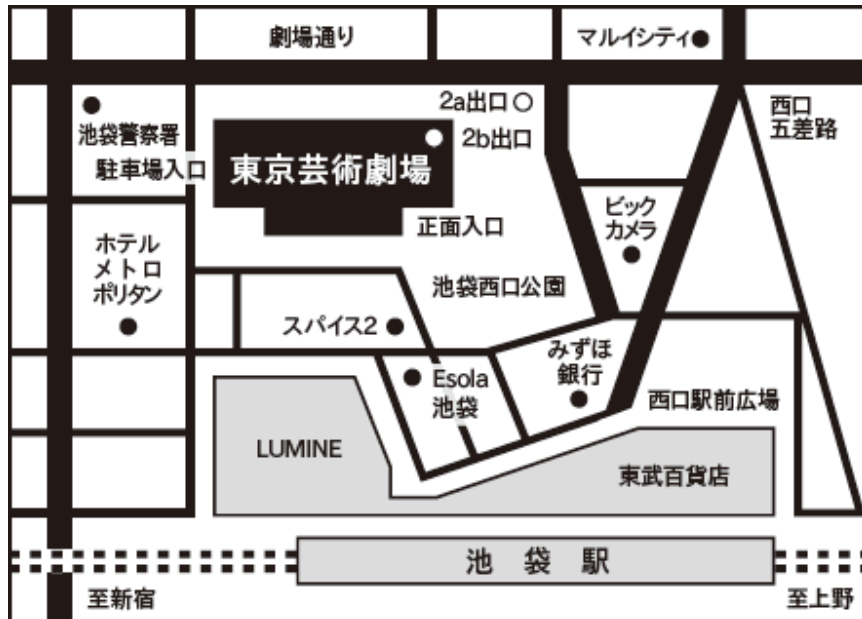 劇場通り
マルイシティ
2a出口
西口
五差路
池袋警察署
2b出口
駐車場入口
東京芸術劇場
正面入口
ビック
カメラ
ホテル
メトロ
ポリタン
池袋西口公園
スパイス2
みずほ
銀行
Esola
池袋
西口駅前広場
LUMINE
東武百貨店
池袋駅
至新宿
至上野